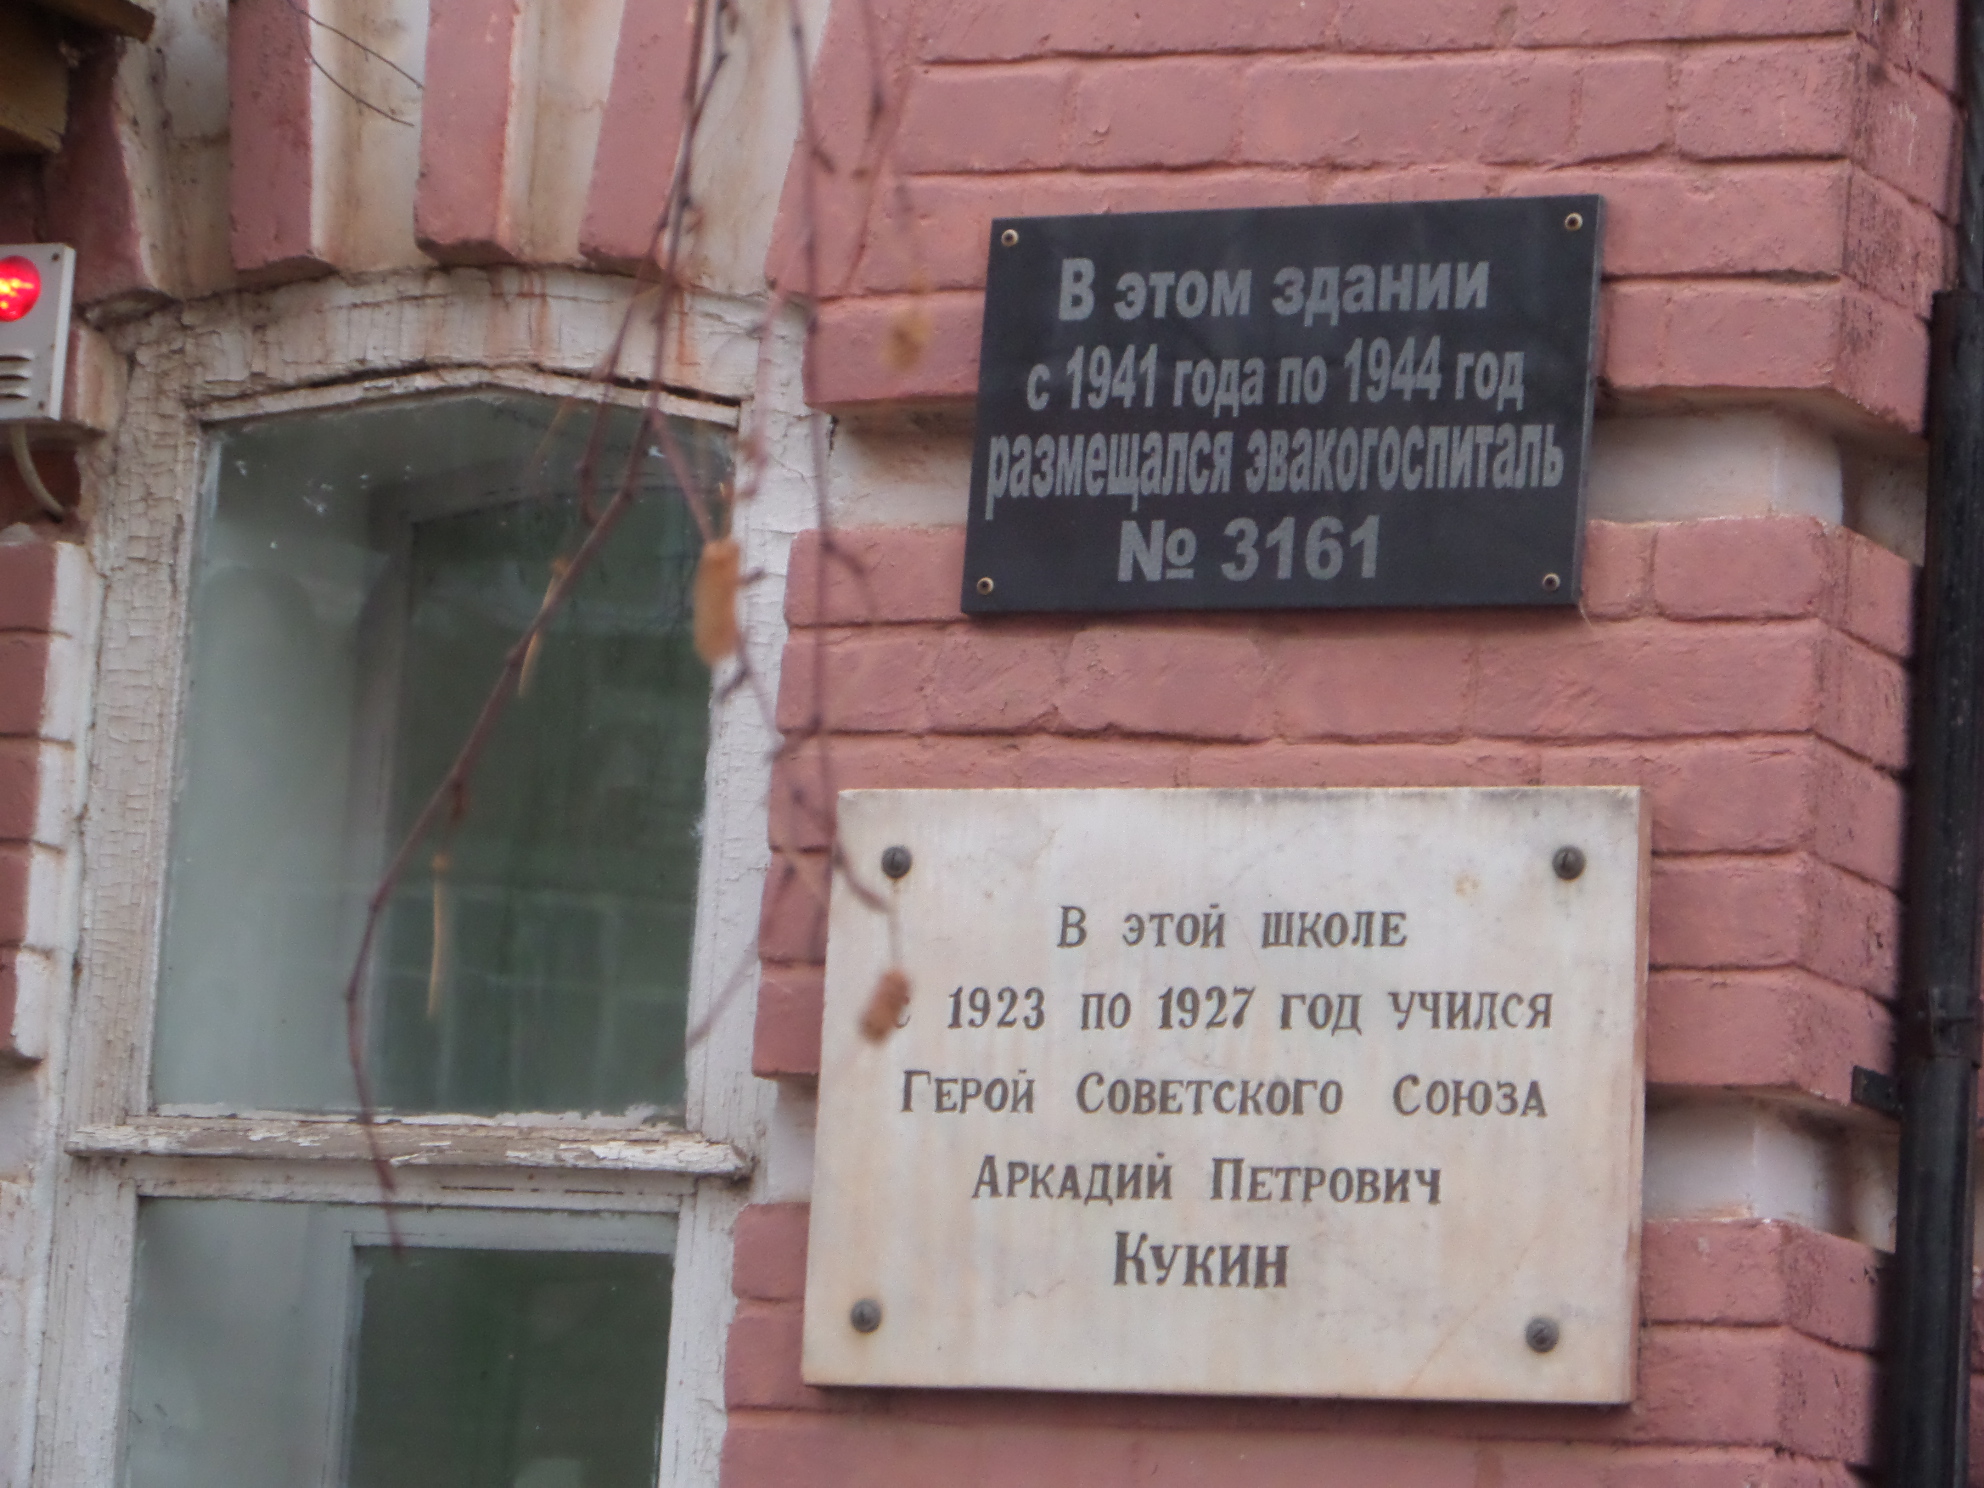 В этом здании
с 1941 года по 1944 год
размещался эвакогоспиталь
№ 3161
В ЭТОЙ ШКОЛЕ
С 1923 ПО 1927 ГОД УЧИЛСЯ
ГЕРОЙ СОВЕТСКОГО СОЮЗА
АРКАДИЙ ПЕТРОВИЧ
КУКИН